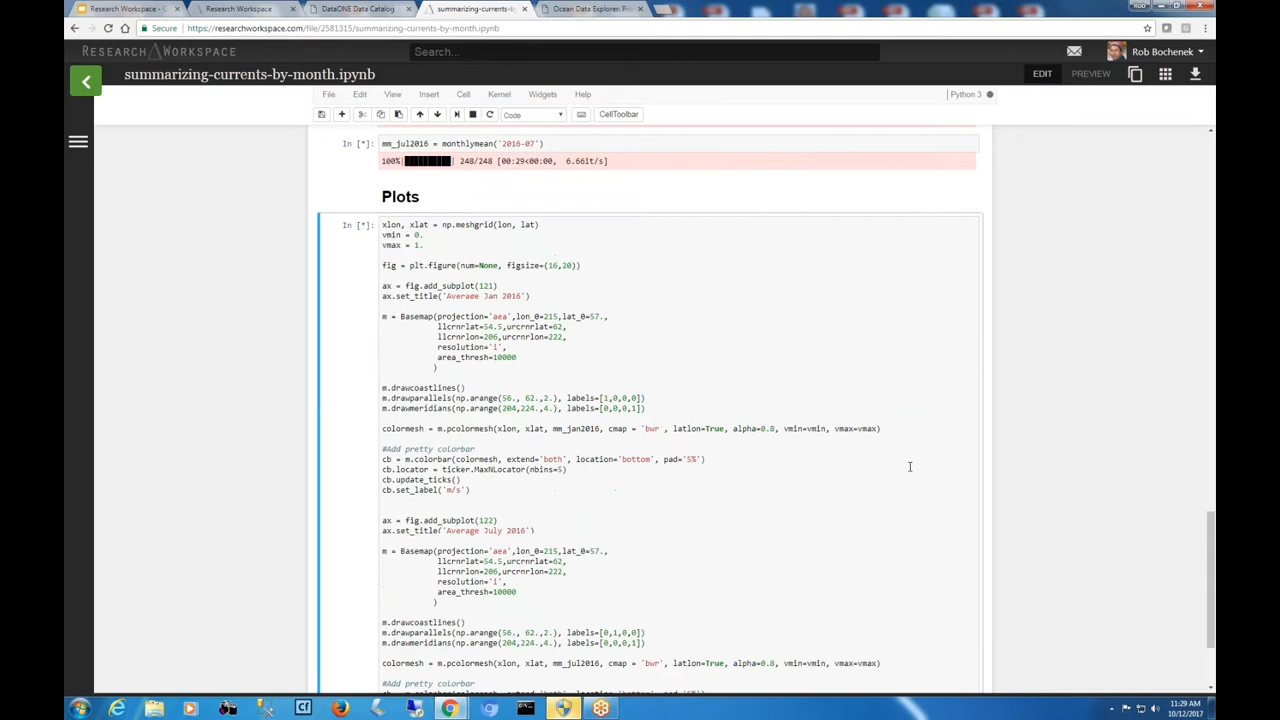 Research Workspace - G
Research Workspace
DataONE Data Catalog
summarizing-currents-by-
Ocean Data Explorer: Pri
Rob
Secure
https://researchworkspace.com/file/2581315/summarizing-currents-by-month.ipynb
RESEARCH WORKSPACE
Search...
Rob Bochenek
summarizing-currents-by-month.ipynb
EDIT
PREVIEW
File Edit View Insert Cell Kernel Widgets Help
Python 3
Code
CellToolbar
In [*]: mm_jul2016 = monthlymean('2016-07')
100%|██████████| 248/248 [00:29<00:00, 6.66it/s]
Plots
In [*]: xlon, xlat = np.meshgrid(lon, lat)
vmin = 0.
vmax = 1.
fig = plt.figure(num=None, figsize=(16,20))
ax = fig.add_subplot(121)
ax.set_title('Average Jan 2016')
m = Basemap(projection='aea',lon_0=215,lat_0=57.,
llcrnrlat=54.5,urcrnrlat=62,
llcrnrlon=206,urcrnrlon=222,
resolution='i',
area_thresh=10000
)
m.drawcoastlines()
m.drawparallels(np.arange(56., 62.,2.), labels=[1,0,0,0])
m.drawmeridians(np.arange(204,224.,4.), labels=[0,0,0,1])
colormesh = m.pcolormesh(xlon, xlat, mm_jan2016, cmap = 'bwr', latlon=True, alpha=0.8, vmin=vmin, vmax=vmax)
#Add pretty colorbar
cb = m.colorbar(colormesh, extend='both', location='bottom', pad='5%')
cb.locator = ticker.MaxNLocator(nbins=5)
cb.update_ticks()
cb.set_label('m/s')
ax = fig.add_subplot(122)
ax.set_title('Average July 2016')
m = Basemap(projection='aea',lon_0=215,lat_0=57.,
llcrnrlat=54.5,urcrnrlat=62,
llcrnrlon=206,urcrnrlon=222,
resolution='i',
area_thresh=10000
)
m.drawcoastlines()
m.drawparallels(np.arange(56., 62.,2.), labels=[0,1,0,0])
m.drawmeridians(np.arange(204,224.,4.), labels=[0,0,0,1])
colormesh = m.pcolormesh(xlon, xlat, mm_jul2016, cmap = 'bwr', latlon=True, alpha=0.8, vmin=vmin, vmax=vmax)
#Add pretty colorbar
11:29 AM
10/12/2017